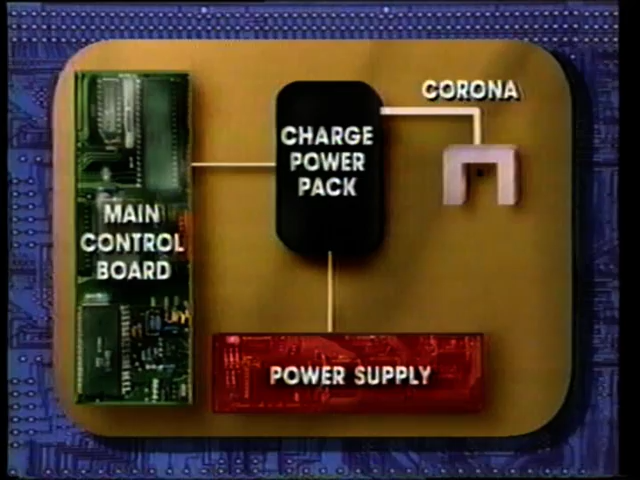 CORONA
CHARGE
POWER
PACK
MAIN
CONTROL
BOARD
POWER SUPPLY